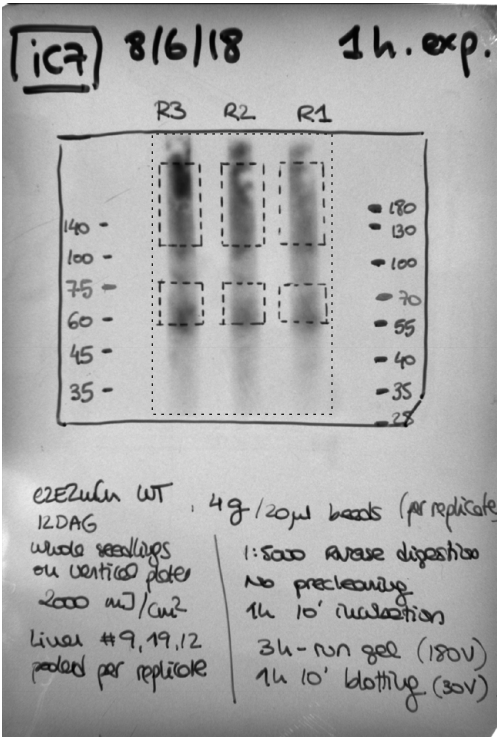 iC7 8/6/18 1h. exp.
R3 R2 R1
140
100
75
60
45
35
180
130
100
70
55
40
35
28
WT
12DAG
whole seedlings
on vertical plates
2000 mJ/cm2
Lines #9,19,12
pooled per replicate
4g/20µl beads (per replicate
1:5000 RNase digestion
No precleaning
1h 10' incubation
3h-run gel (180V)
1h 10' blotting (30V)